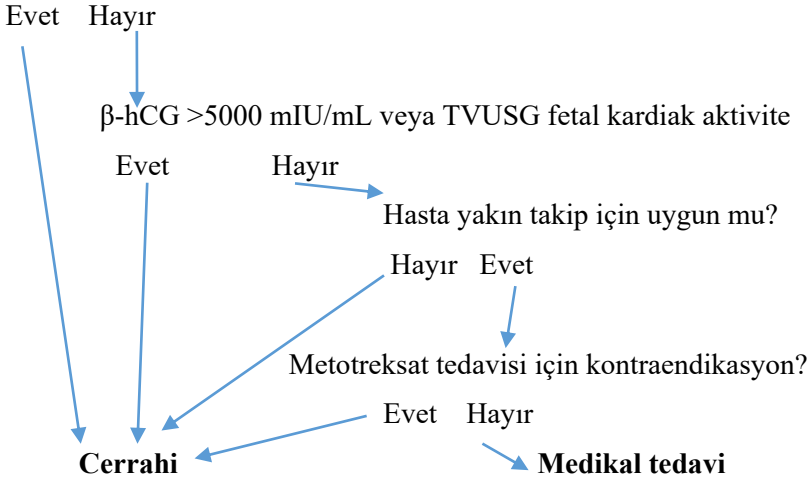 Evet Hayır
β-hCG >5000 mIU/mL veya TVUSG fetal kardiak aktivite
Evet Hayır
Hasta yakın takip için uygun mu?
Hayır Evet
Metotreksat tedavisi için kontraendikasyon?
Evet Hayır
Cerrahi Medikal tedavi